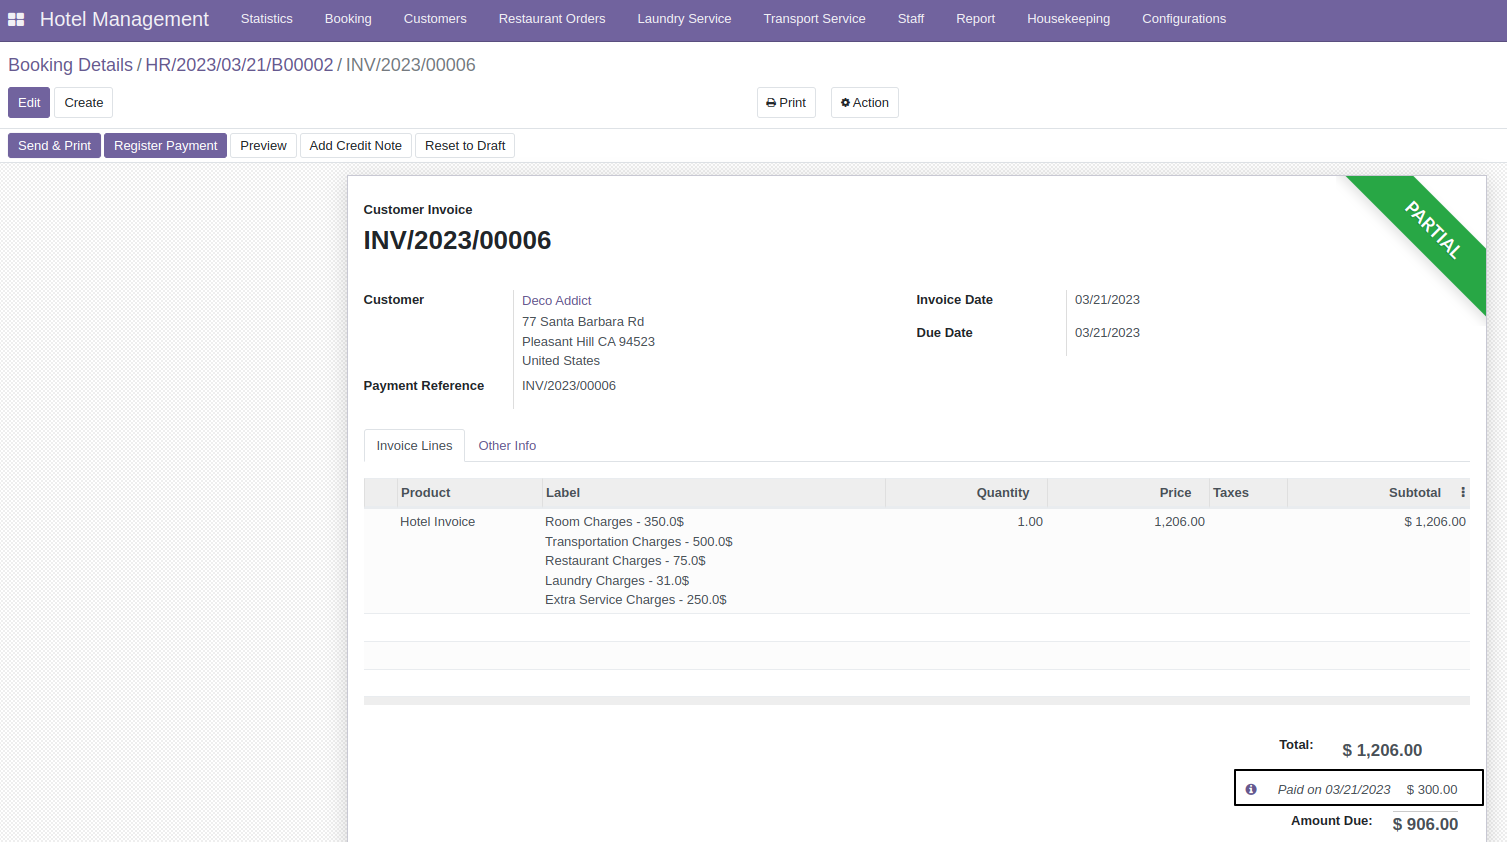 Hotel Management Statistics Booking Customers Restaurant Orders Laundry Service Transport Service Staff Report Housekeeping Configurations
Booking Details / HR/2023/03/21/B00002 / INV/2023/00006
Edit Create Print Action
Send & Print Register Payment Preview Add Credit Note Reset to Draft
PARTIAL
Customer Invoice
INV/2023/00006
Customer Deco Addict Invoice Date 03/21/2023
77 Santa Barbara Rd
Pleasant Hill CA 94523 Due Date 03/21/2023
United States
Payment Reference INV/2023/00006
Invoice Lines Other Info
Product Label Quantity Price Taxes Subtotal
Hotel Invoice Room Charges - 350.0$ 1.00 1,206.00 $ 1,206.00
Transportation Charges - 500.0$
Restaurant Charges - 75.0$
Laundry Charges - 31.0$
Extra Service Charges - 250.0$
Total: $ 1,206.00
Paid on 03/21/2023 $ 300.00
Amount Due: $ 906.00